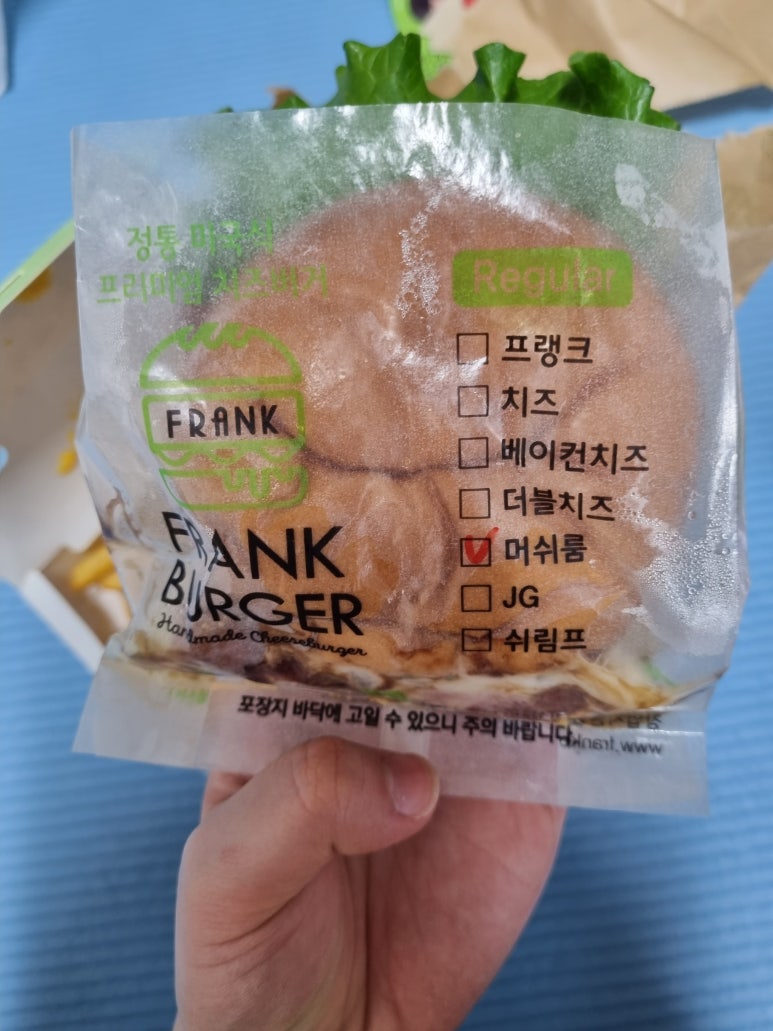 정통 미국식
프리미엄 치즈버거
FRANK
FRANK
BURGER
Handmade Cheeseburger
Regular
프랭크
치즈
베이컨치즈
더블치즈
머쉬룸
JG
쉬림프
포장지 바닥에 고일 수 있으니 주의 바랍니다.